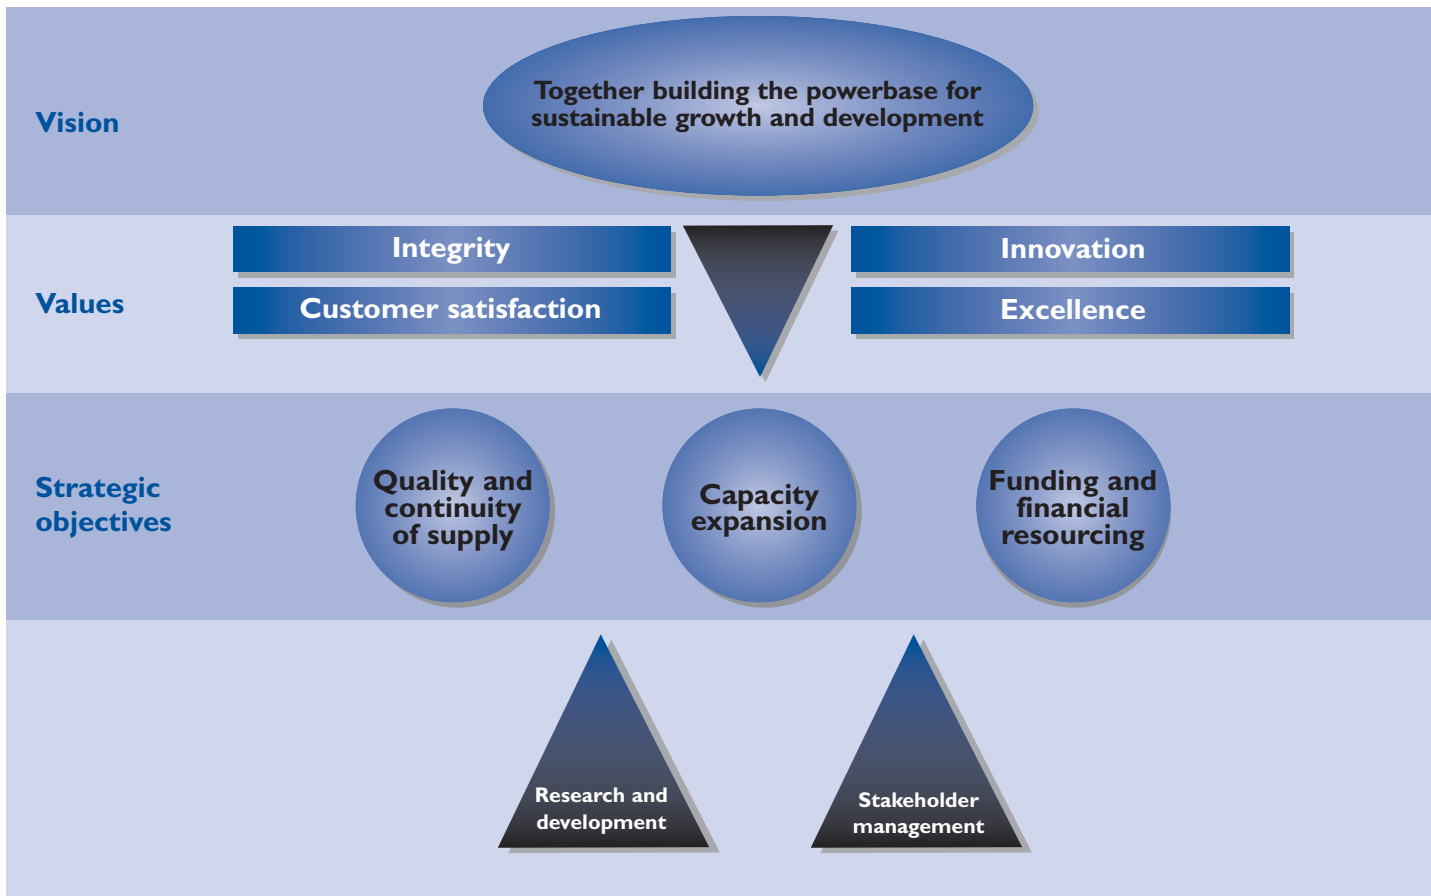 Together building the powerbase for
sustainable growth and development
Vision
Integrity
Innovation
Values
Customer satisfaction
Excellence
Strategic
objectives
Quality and
continuity
of supply
Capacity
expansion
Funding and
financial
resourcing
Research and
development
Stakeholder
management